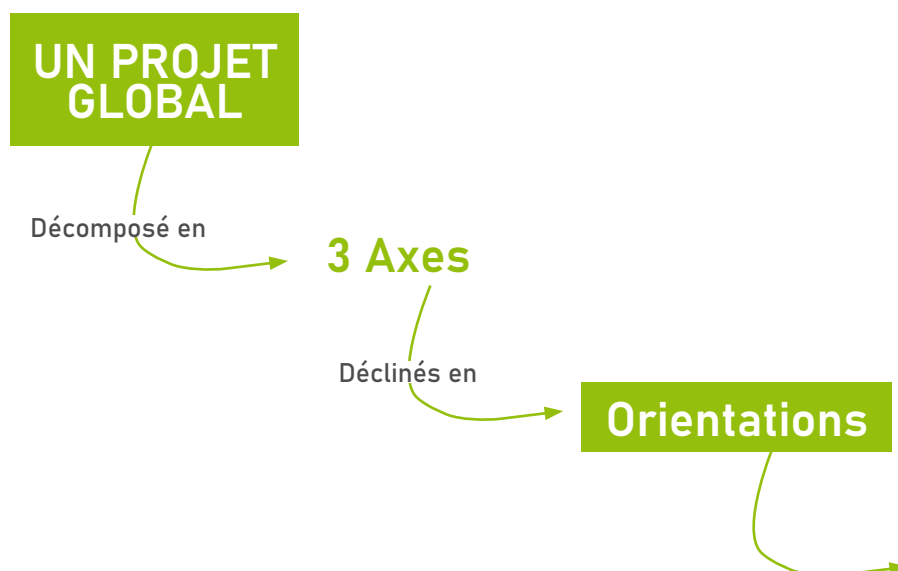 UN PROJET
GLOBAL
Décomposé en
3 Axes
Déclinés en
Orientations